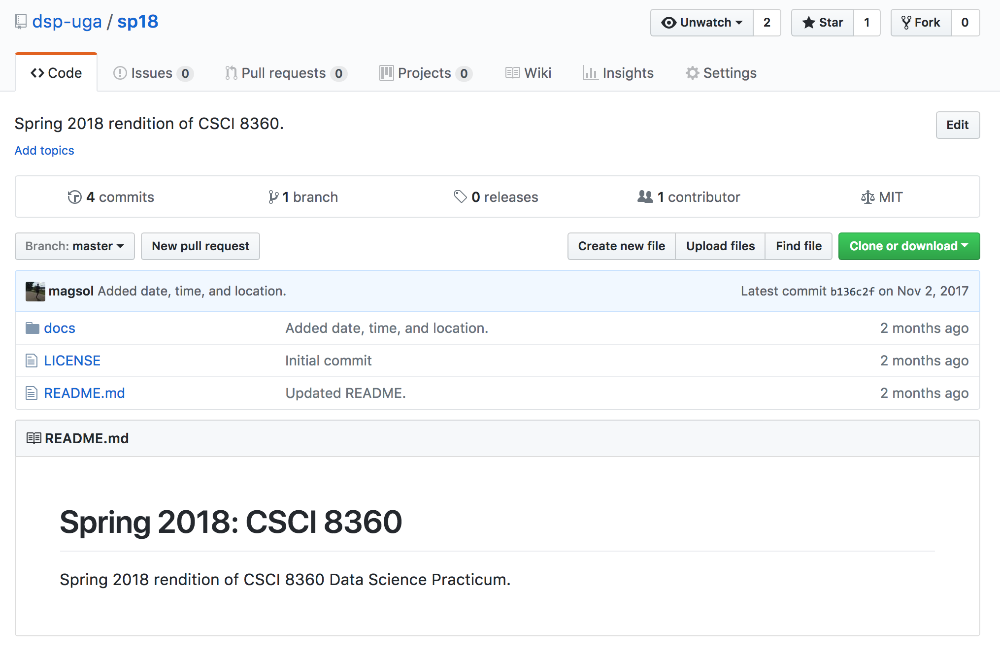 dsp-uga / sp18 Unwatch 2 Star 1 Fork 0
Code Issues 0 Pull requests 0 Projects 0 Wiki Insights Settings
Spring 2018 rendition of CSCI 8360. Edit
Add topics
4 commits 1 branch 0 releases 1 contributor MIT
Branch: master New pull request Create new file Upload files Find file Clone or download
magsol Added date, time, and location. Latest commit b136c2f on Nov 2, 2017
docs Added date, time, and location. 2 months ago
LICENSE Initial commit 2 months ago
README.md Updated README. 2 months ago
README.md
Spring 2018: CSCI 8360
Spring 2018 rendition of CSCI 8360 Data Science Practicum.